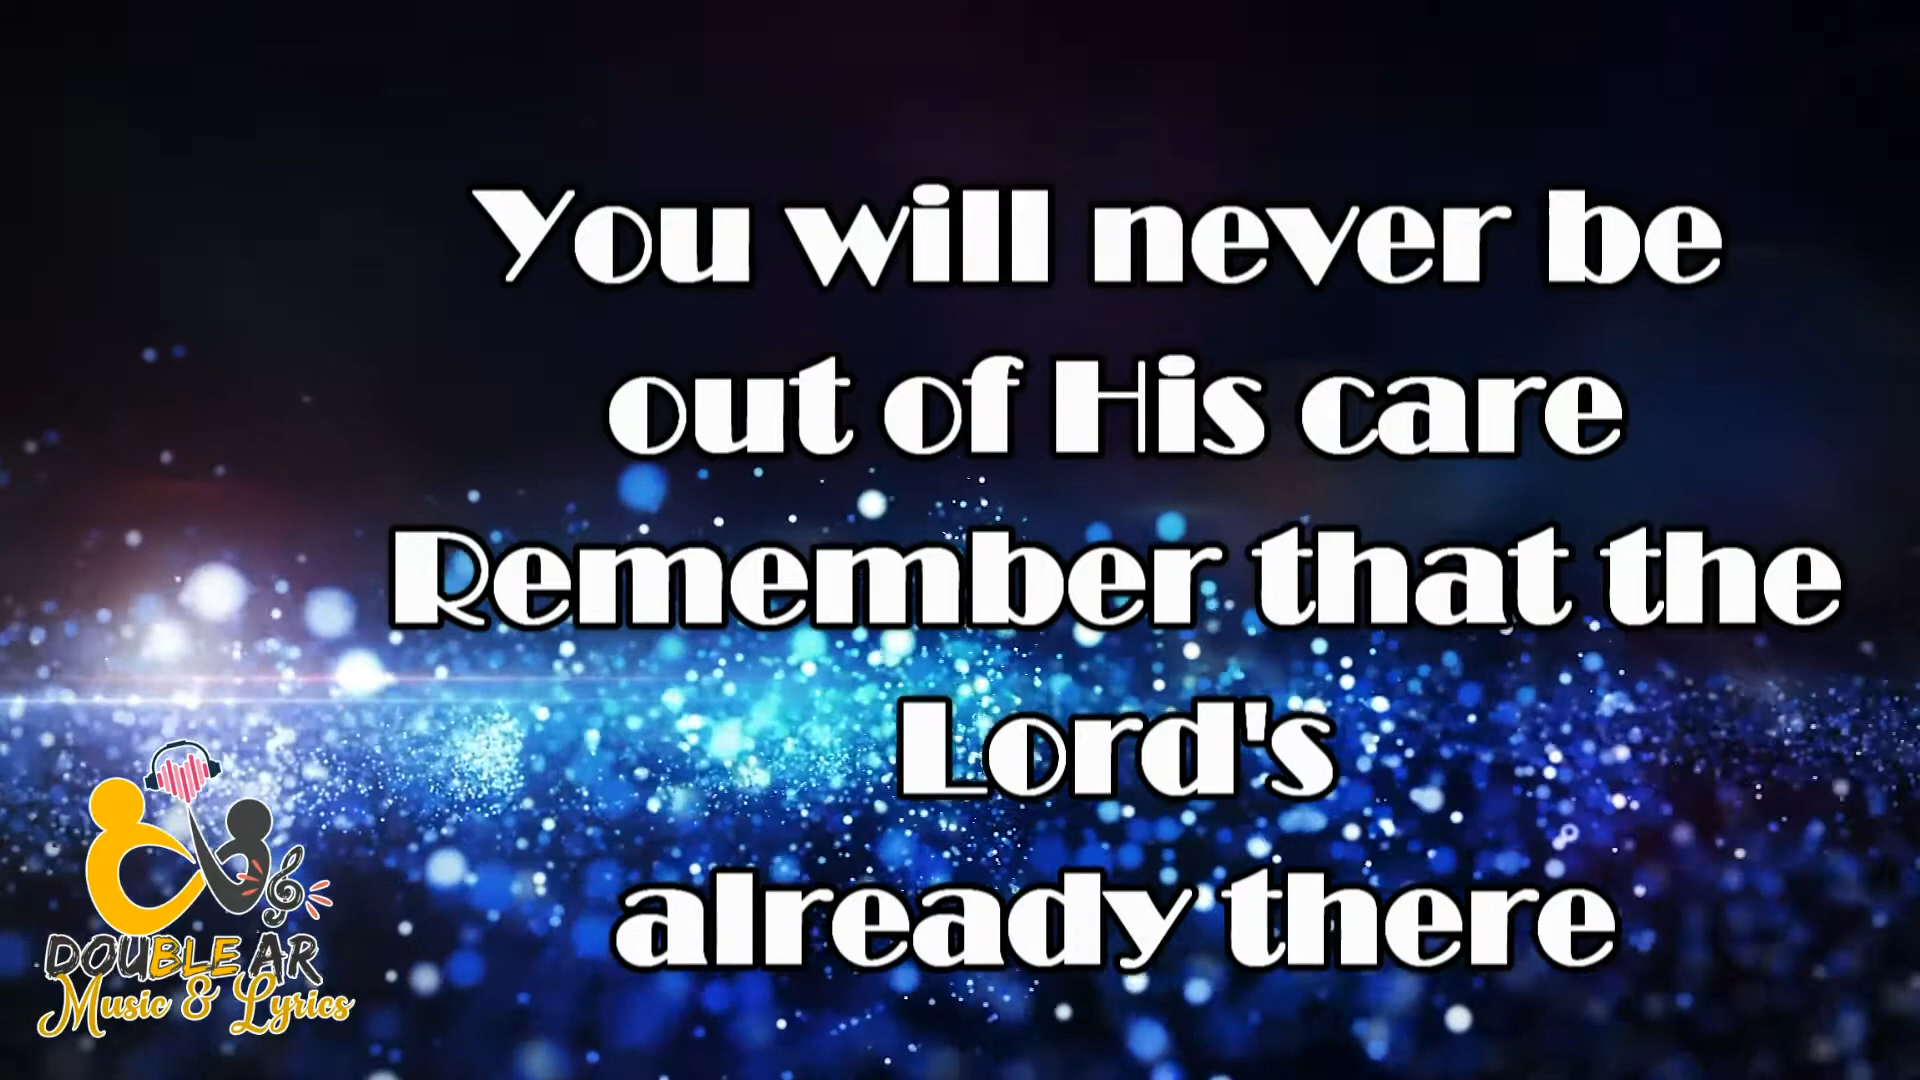 You will never be
out of His care
Remember that the
Lord's
already there
DOUBLE AR
Music & Lyrics